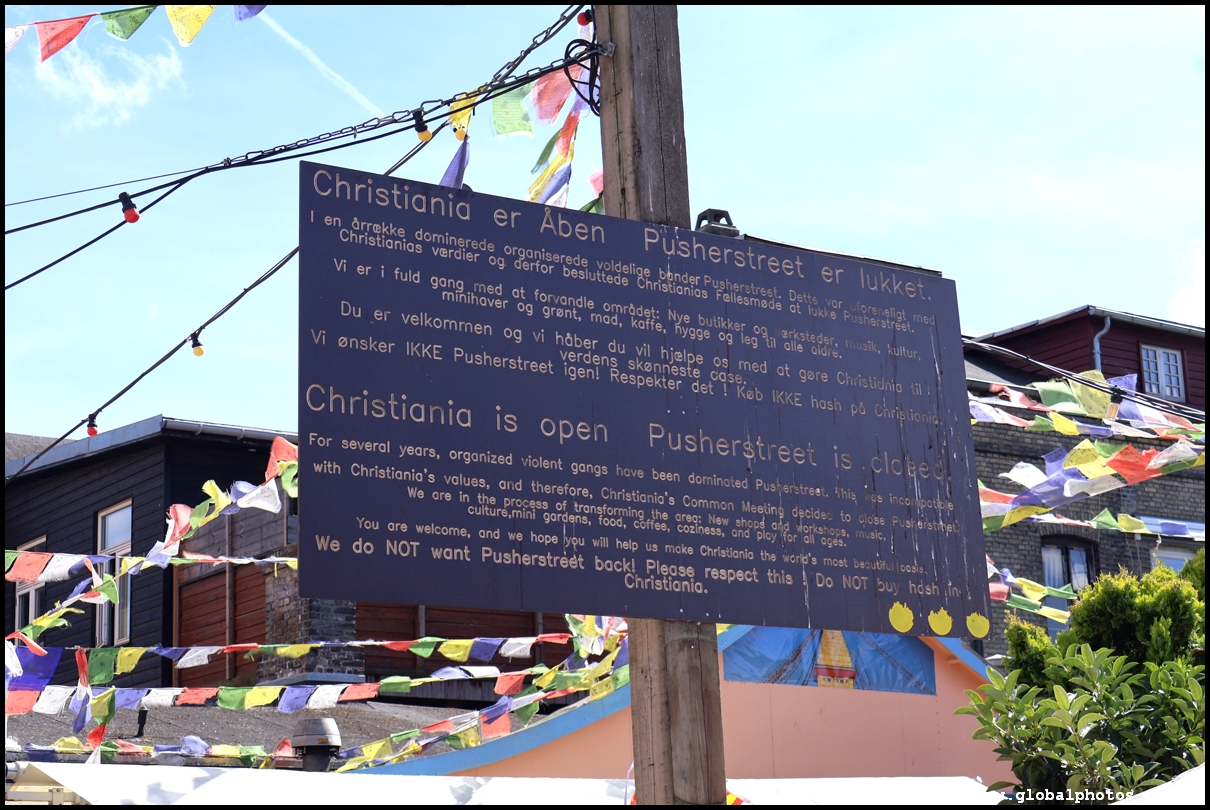 Christiania er Åben Pusherstreet er lukket.
I en årrække dominerede organiserede voldelige bander Pusherstreet. Dette var uforeneligt med
Christianias værdier og derfor besluttede Christianias Fællesmøde at lukke Pusherstreet.
Vi er i fuld gang med at forvandle området: Nye butikker og værksteder, musik, kultur,
minihaver og grønt, mad, kaffe, hygge og leg til alle aldre.
Du er velkommen og vi håber du vil hjælpe os med at gøre Christiania til
verdens skønneste oase.
Vi ønsker IKKE Pusherstreet igen! Respekter det ! Køb IKKE hash på Christiania.
Christiania is open Pusherstreet is closed.
For several years, organized violent gangs have been dominated Pusherstreet. This was incompatible
with Christiania's values, and therefore, Christiania's Common Meeting decided to close Pusherstreet.
We are in the process of transforming the area: New shops and workshops, music,
culture,mini gardens, food, coffee, coziness, and play for all ages.
You are welcome, and we hope you will help us make Christiania the world's most beautiful oasis.
We do NOT want Pusherstreet back! Please respect this ! Do NOT buy hash in
Christiania.
.globalphotos